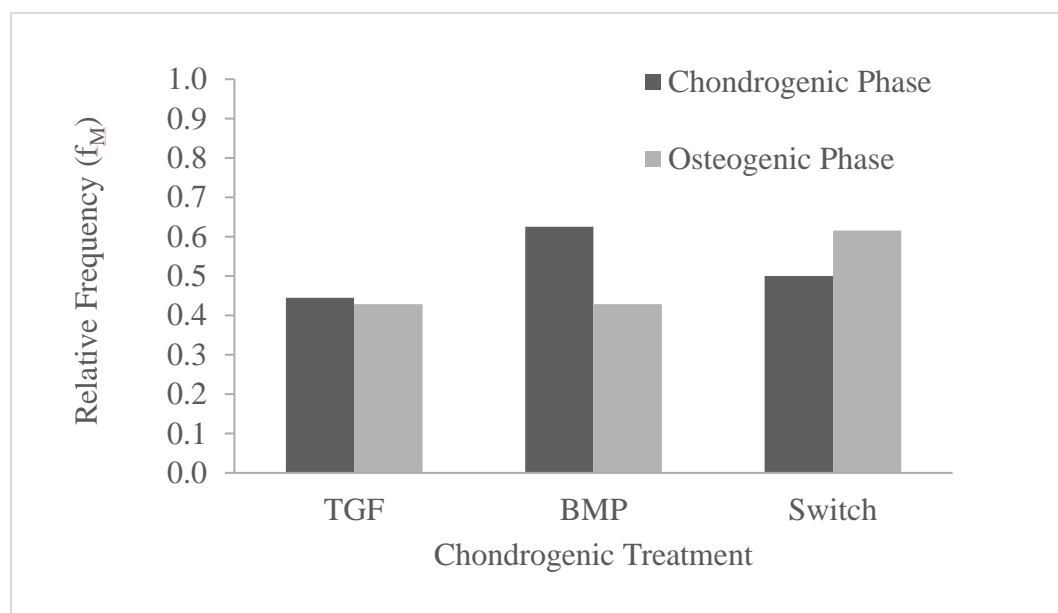 Relative Frequency (f_M)
1.0
0.9
0.8
0.7
0.6
0.5
0.4
0.3
0.2
0.1
0.0
Chondrogenic Phase
Osteogenic Phase
TGF BMP Switch
Chondrogenic Treatment